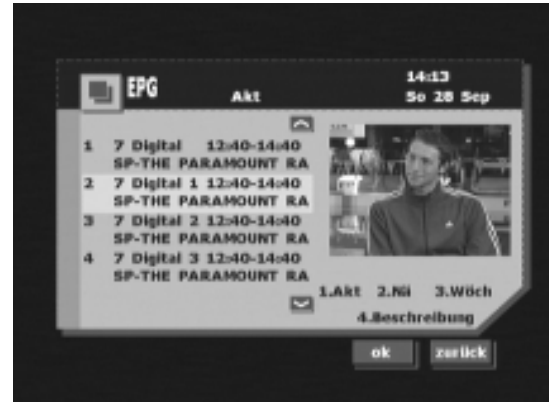 EPG
Akt
14:13
So 28 Sep
1 7 Digital 12:40-14:40
SP-THE PARAMOUNT RA
2 7 Digital 1 12:40-14:40
SP-THE PARAMOUNT RA
3 7 Digital 2 12:40-14:40
SP-THE PARAMOUNT RA
4 7 Digital 3 12:40-14:40
SP-THE PARAMOUNT RA
1.Akt 2.Nä 3.Wöch
4.Beschreibung
ok zurück